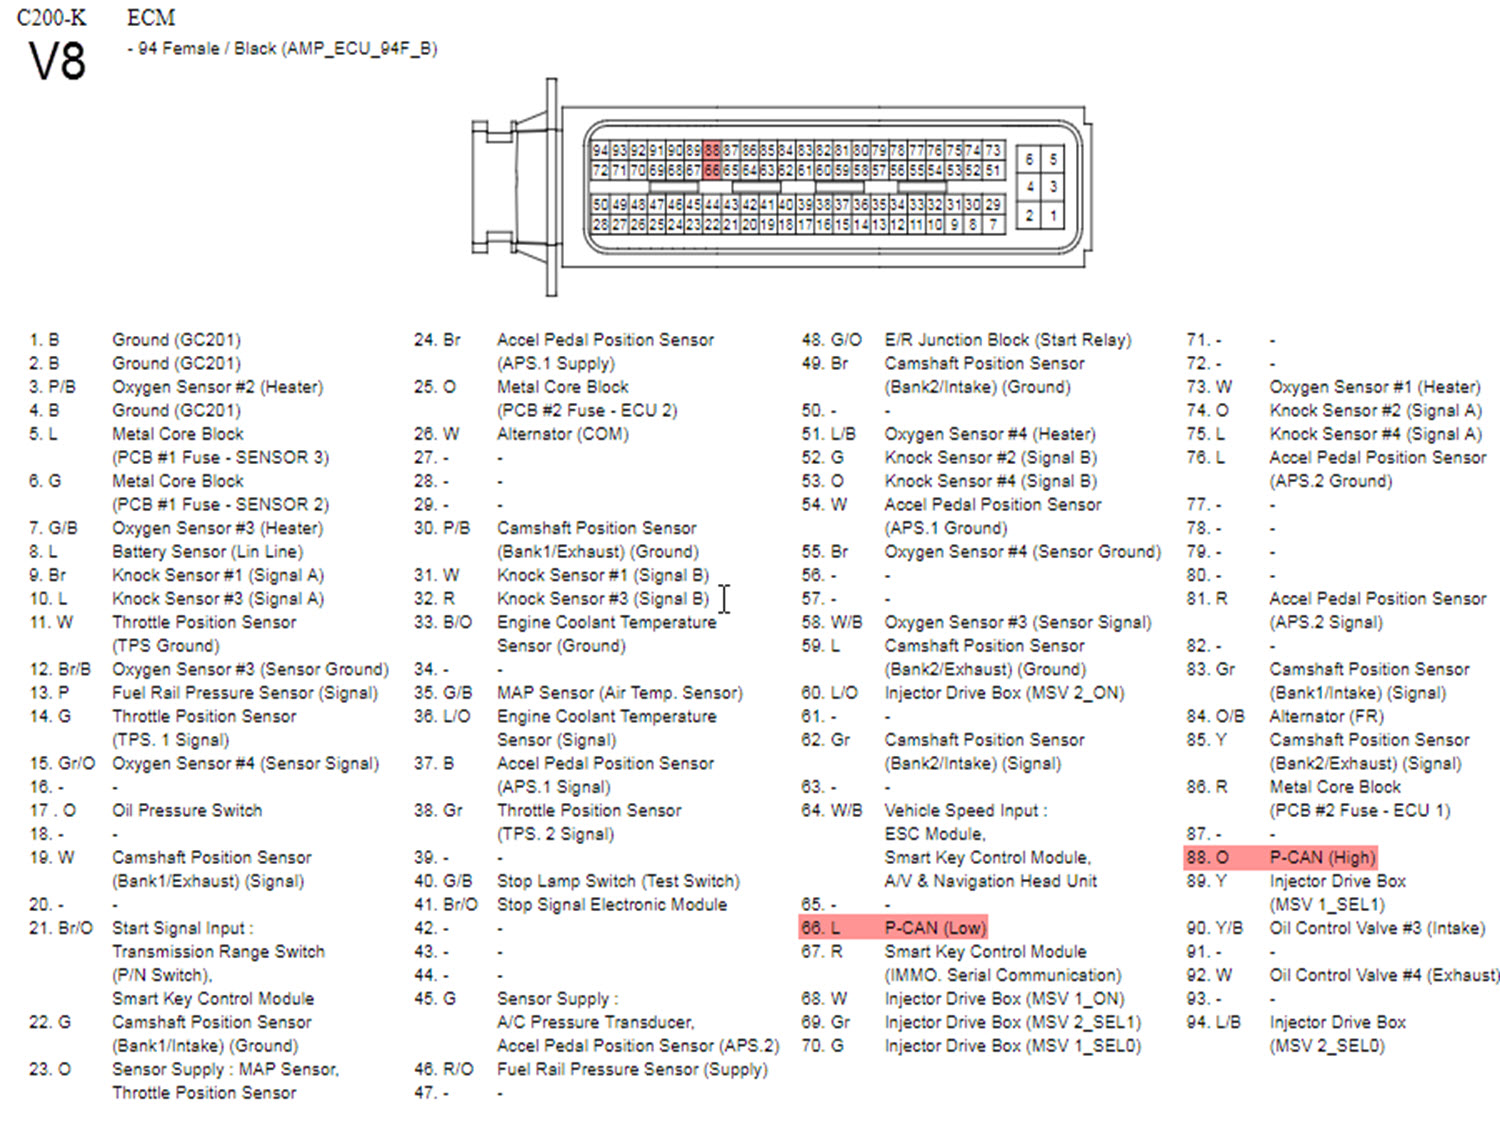 C200-K ECM
V8 - 94 Female / Black (AMP_ECU_94F_B)
94 93 92 91 90 89 88 87 86 85 84 83 82 81 80 79 78 77 76 75 74 73
72 71 70 69 68 67 66 65 64 63 62 61 60 59 58 57 56 55 54 53 52 51
50 49 48 47 46 45 44 43 42 41 40 39 38 37 36 35 34 33 32 31 30 29
28 27 26 25 24 23 22 21 20 19 18 17 16 15 14 13 12 11 10 9 8 7
6 5
4 3
2 1
1. B Ground (GC201)
2. B Ground (GC201)
3. P/B Oxygen Sensor #2 (Heater)
4. B Ground (GC201)
5. L Metal Core Block
(PCB #1 Fuse - SENSOR 3)
6. G Metal Core Block
(PCB #1 Fuse - SENSOR 2)
7. G/B Oxygen Sensor #3 (Heater)
8. L Battery Sensor (Lin Line)
9. Br Knock Sensor #1 (Signal A)
10. L Knock Sensor #3 (Signal A)
11. W Throttle Position Sensor
(TPS Ground)
12. Br/B Oxygen Sensor #3 (Sensor Ground)
13. P Fuel Rail Pressure Sensor (Signal)
14. G Throttle Position Sensor
(TPS. 1 Signal)
15. Gr/O Oxygen Sensor #4 (Sensor Signal)
16. - -
17 . O Oil Pressure Switch
18. - -
19. W Camshaft Position Sensor
(Bank1/Exhaust) (Signal)
20. - -
21. Br/O Start Signal Input :
Transmission Range Switch
(P/N Switch),
Smart Key Control Module
22. G Camshaft Position Sensor
(Bank1/Intake) (Ground)
23. O Sensor Supply : MAP Sensor,
Throttle Position Sensor
24. Br Accel Pedal Position Sensor
(APS.1 Supply)
25. O Metal Core Block
(PCB #2 Fuse - ECU 2)
26. W Alternator (COM)
27. - -
28. - -
29. - -
30. P/B Camshaft Position Sensor
(Bank1/Exhaust) (Ground)
31. W Knock Sensor #1 (Signal B)
32. R Knock Sensor #3 (Signal B)
33. B/O Engine Coolant Temperature
Sensor (Ground)
34. - -
35. G/B MAP Sensor (Air Temp. Sensor)
36. L/O Engine Coolant Temperature
Sensor (Signal)
37. B Accel Pedal Position Sensor
(APS.1 Signal)
38. Gr Throttle Position Sensor
(TPS. 2 Signal)
39. - -
40. G/B Stop Lamp Switch (Test Switch)
41. Br/O Stop Signal Electronic Module
42. - -
43. - -
44. - -
45. G Sensor Supply :
A/C Pressure Transducer,
Accel Pedal Position Sensor (APS.2)
46. R/O Fuel Rail Pressure Sensor (Supply)
47. - -
48. G/O E/R Junction Block (Start Relay)
49. Br Camshaft Position Sensor
(Bank2/Intake) (Ground)
50. - -
51. L/B Oxygen Sensor #4 (Heater)
52. G Knock Sensor #2 (Signal B)
53. O Knock Sensor #4 (Signal B)
54. W Accel Pedal Position Sensor
(APS.1 Ground)
55. Br Oxygen Sensor #4 (Sensor Ground)
56. - -
57. - -
58. W/B Oxygen Sensor #3 (Sensor Signal)
59. L Camshaft Position Sensor
(Bank2/Exhaust) (Ground)
60. L/O Injector Drive Box (MSV 2_ON)
61. - -
62. Gr Camshaft Position Sensor
(Bank2/Intake) (Signal)
63. - -
64. W/B Vehicle Speed Input :
ESC Module,
Smart Key Control Module,
A/V & Navigation Head Unit
65. - -
66. L P-CAN (Low)
67. R Smart Key Control Module
(IMMO. Serial Communication)
68. W Injector Drive Box (MSV 1_ON)
69. Gr Injector Drive Box (MSV 2_SEL1)
70. G Injector Drive Box (MSV 1_SEL0)
71. - -
72. - -
73. W Oxygen Sensor #1 (Heater)
74. O Knock Sensor #2 (Signal A)
75. L Knock Sensor #4 (Signal A)
76. L Accel Pedal Position Sensor
(APS.2 Ground)
77. - -
78. - -
79. - -
80. - -
81. R Accel Pedal Position Sensor
(APS.2 Signal)
82. - -
83. Gr Camshaft Position Sensor
(Bank1/Intake) (Signal)
84. O/B Alternator (FR)
85. Y Camshaft Position Sensor
(Bank2/Exhaust) (Signal)
86. R Metal Core Block
(PCB #2 Fuse - ECU 1)
87. - -
88. O P-CAN (High)
89. Y Injector Drive Box
(MSV 1_SEL1)
90. Y/B Oil Control Valve #3 (Intake)
91. - -
92. W Oil Control Valve #4 (Exhaust)
93. - -
94. L/B Injector Drive Box
(MSV 2_SEL0)